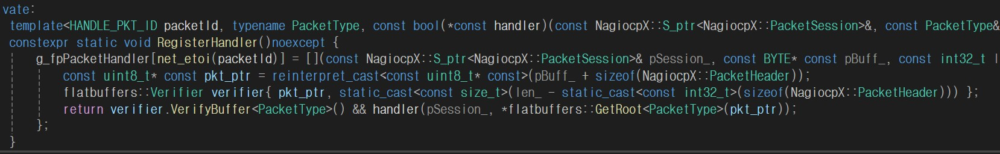 vate:
template<HANDLE_PKT_ID packetId, typename PacketType, const bool(*const handler)(const NagiocpX::S_ptr<NagiocpX::PacketSession>&, const PacketType&
constexpr static void RegisterHandler()noexcept {
g_fpPacketHandler[net_etoi(packetId)] = [](const NagiocpX::S_ptr<NagiocpX::PacketSession>& pSession_, const BYTE* const pBuff_, const int32_t l
const uint8_t* const pkt_ptr = reinterpret_cast<const uint8_t* const>(pBuff_ + sizeof(NagiocpX::PacketHeader));
flatbuffers::Verifier verifier{ pkt_ptr, static_cast<const size_t>(len_ - static_cast<const int32_t>(sizeof(NagiocpX::PacketHeader))) };
return verifier.VerifyBuffer<PacketType>() && handler(pSession_, *flatbuffers::GetRoot<PacketType>(pkt_ptr));
};
}